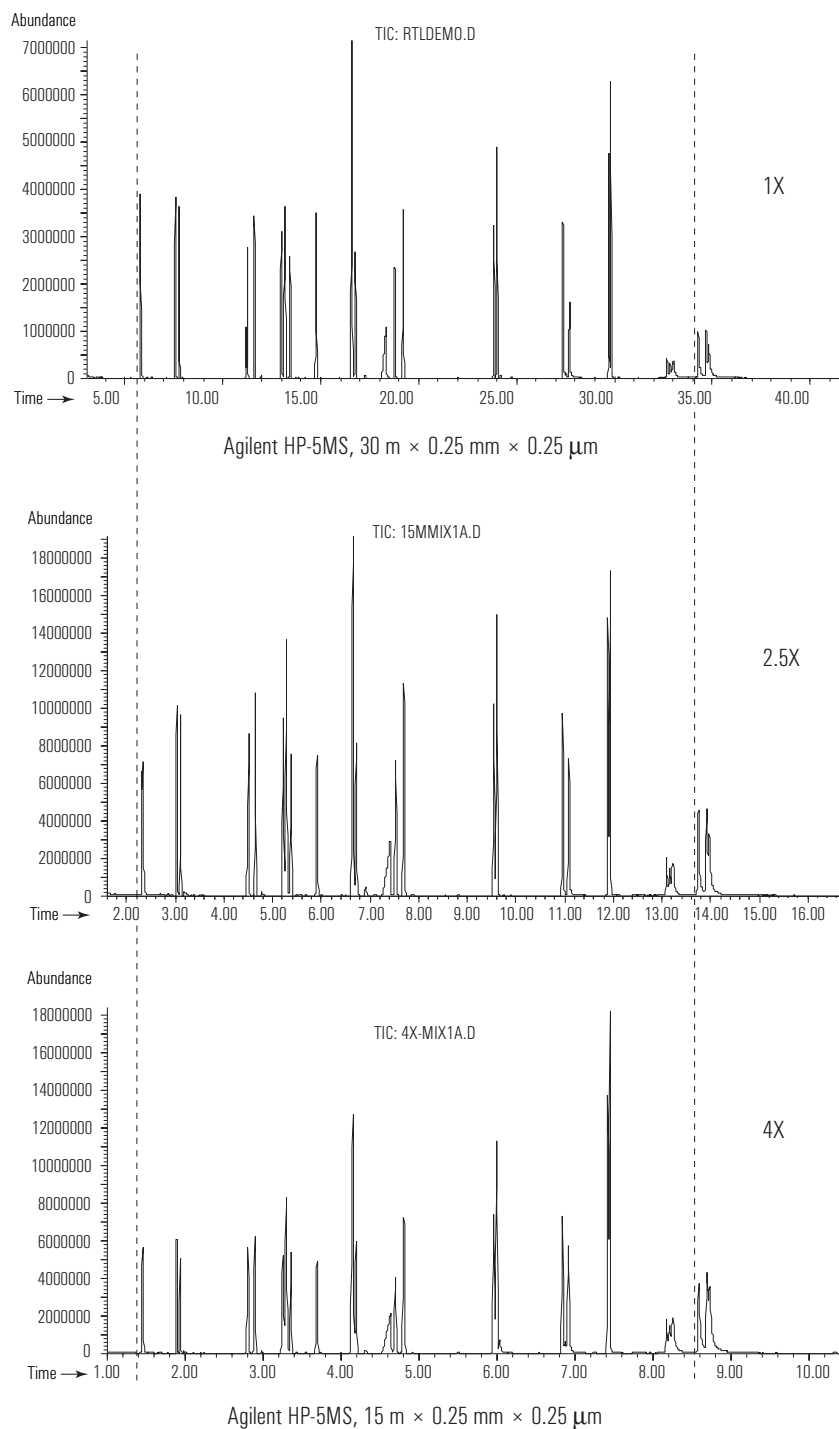 Abundance
TIC: RTLDEMO.D
7000000
6000000
5000000
4000000
3000000
2000000
1000000
0
1X
Time → 5.00 10.00 15.00 20.00 25.00 30.00 35.00 40.00
Agilent HP-5MS, 30 m × 0.25 mm × 0.25 µm
Abundance
TIC: 15MMIX1A.D
18000000
16000000
14000000
12000000
10000000
8000000
6000000
4000000
2000000
0
2.5X
Time → 2.00 3.00 4.00 5.00 6.00 7.00 8.00 9.00 10.00 11.00 12.00 13.00 14.00 15.00 16.00
Abundance
TIC: 4X-MIX1A.D
18000000
16000000
14000000
12000000
10000000
8000000
6000000
4000000
2000000
0
4X
Time → 1.00 2.00 3.00 4.00 5.00 6.00 7.00 8.00 9.00 10.00
Agilent HP-5MS, 15 m × 0.25 mm × 0.25 µm